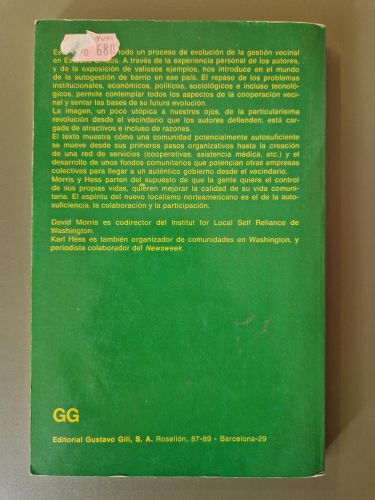 680
Es todo un proceso de evolución de la gestión vecinal
en Estados Unidos. A través de la experiencia personal de los autores,
y de la exposición de valiosos ejemplos, nos introduce en el mundo
de la autogestión de barrio en ese país. El repaso de los problemas
institucionales, económicos, políticos, sociológicos e incluso tecnoló-
gicos, permite contemplar todos los aspectos de la cooperación veci-
nal y sentar las bases de su futura evolución.
La imagen, un poco utópica a nuestros ojos, de la particularísima
revolución desde el vecindario que los autores defienden, está car-
gada de atractivos e incluso de razones.
El texto muestra cómo una comunidad potencialmente autosuficiente
se mueve desde sus primeros pasos organizativos hasta la creación
de una red de servicios (cooperativas, asistencia médica, etc.) y el
desarrollo de unos fondos comunitarios que potencian otras empresas
colectivas para llegar a un auténtico gobierno desde el vecindario.
Morris y Hess parten del supuesto de que la gente quiere el control
de sus propias vidas, quieren mejorar la calidad de su vida comuni-
taria. El espíritu del nuevo localismo norteamericano es el de la auto-
suficiencia, la colaboración y la participación.
David Morris es codirector del Institut for Local Self Reliance de
Washington.
Karl Hess es también organizador de comunidades en Washington, y
periodista colaborador del Newsweek.
GG
Editorial Gustavo Gili, S. A. Rosellón, 87-89 - Barcelona-29